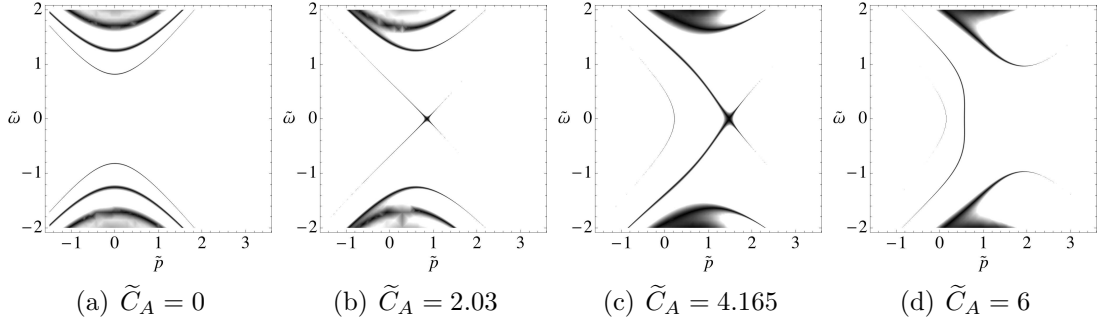 2 2 2 2
1 1 1 1
ω̃ 0 ω̃ 0 ω̃ 0 ω̃ 0
−1 −1 −1 −1
−2 −2 −2 −2
−1 0 1 2 3 −1 0 1 2 3 −1 0 1 2 3 −1 0 1 2 3
p̃ p̃ p̃ p̃
(a) C̃_A = 0 (b) C̃_A = 2.03 (c) C̃_A = 4.165 (d) C̃_A = 6